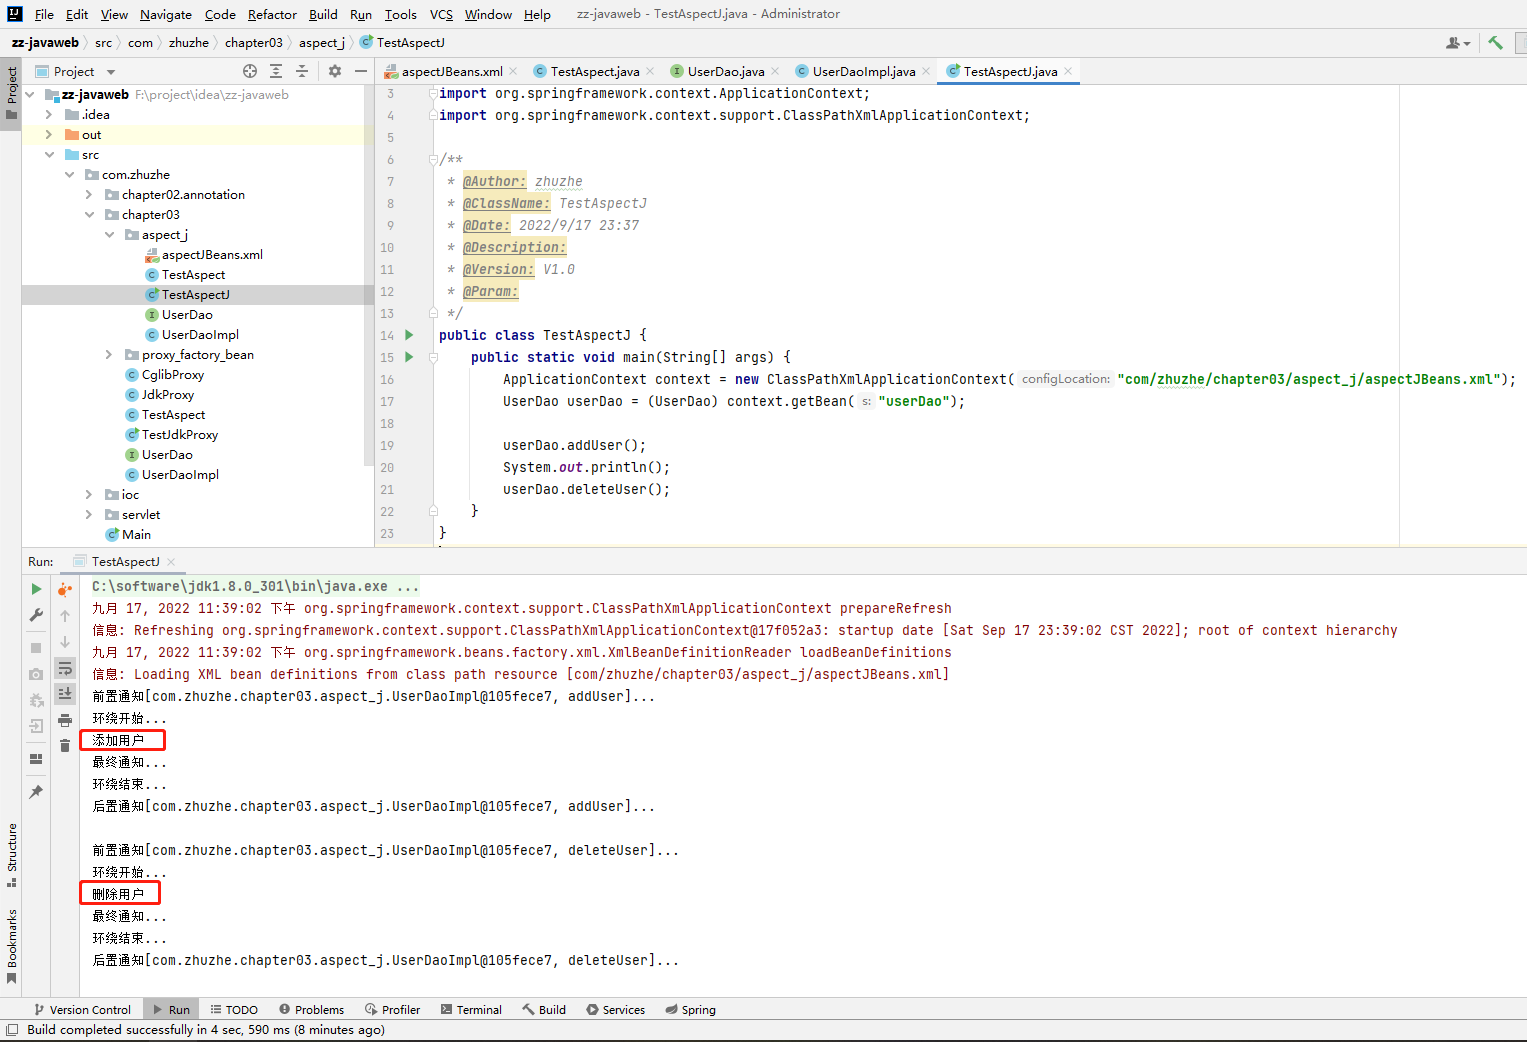 File Edit View Navigate Code Refactor Build Run Tools VCS Window Help zz-javaweb - TestAspectJ.java - Administrator
zz-javaweb src com zhuzhe chapter03 aspect_j TestAspectJ
Project
Project
aspectJBeans.xml TestAspect.java UserDao.java UserDaoImpl.java TestAspectJ.java
zz-javaweb F:\project\idea\zz-javaweb
.idea
out
src
com.zhuzhe
chapter02.annotation
chapter03
aspect_j
aspectJBeans.xml
TestAspect
TestAspectJ
UserDao
UserDaoImpl
proxy_factory_bean
CglibProxy
JdkProxy
TestAspect
TestJdkProxy
UserDao
UserDaoImpl
ioc
servlet
Main
3 import org.springframework.context.ApplicationContext;
4 import org.springframework.context.support.ClassPathXmlApplicationContext;
5
6 /**
7 * @Author: zhuzhe
8 * @ClassName: TestAspectJ
9 * @Date: 2022/9/17 23:37
10 * @Description:
11 * @Version: V1.0
12 * @Param:
13 */
14 public class TestAspectJ {
15 public static void main(String[] args) {
16 ApplicationContext context = new ClassPathXmlApplicationContext( configLocation: "com/zhuzhe/chapter03/aspect_j/aspectJBeans.xml");
17 UserDao userDao = (UserDao) context.getBean( s: "userDao");
18
19 userDao.addUser();
20 System.out.println();
21 userDao.deleteUser();
22 }
23 }
Run: TestAspectJ
C:\software\jdk1.8.0_301\bin\java.exe ...
九月 17, 2022 11:39:02 下午 org.springframework.context.support.ClassPathXmlApplicationContext prepareRefresh
信息: Refreshing org.springframework.context.support.ClassPathXmlApplicationContext@17f052a3: startup date [Sat Sep 17 23:39:02 CST 2022]; root of context hierarchy
九月 17, 2022 11:39:02 下午 org.springframework.beans.factory.xml.XmlBeanDefinitionReader loadBeanDefinitions
信息: Loading XML bean definitions from class path resource [com/zhuzhe/chapter03/aspect_j/aspectJBeans.xml]
前置通知[com.zhuzhe.chapter03.aspect_j.UserDaoImpl@105fece7, addUser]...
环绕开始...
添加用户
最终通知...
环绕结束...
后置通知[com.zhuzhe.chapter03.aspect_j.UserDaoImpl@105fece7, addUser]...
前置通知[com.zhuzhe.chapter03.aspect_j.UserDaoImpl@105fece7, deleteUser]...
环绕开始...
删除用户
最终通知...
环绕结束...
后置通知[com.zhuzhe.chapter03.aspect_j.UserDaoImpl@105fece7, deleteUser]...
Structure
Bookmarks
Version Control Run TODO Problems Profiler Terminal Build Services Spring
Build completed successfully in 4 sec, 590 ms (8 minutes ago)